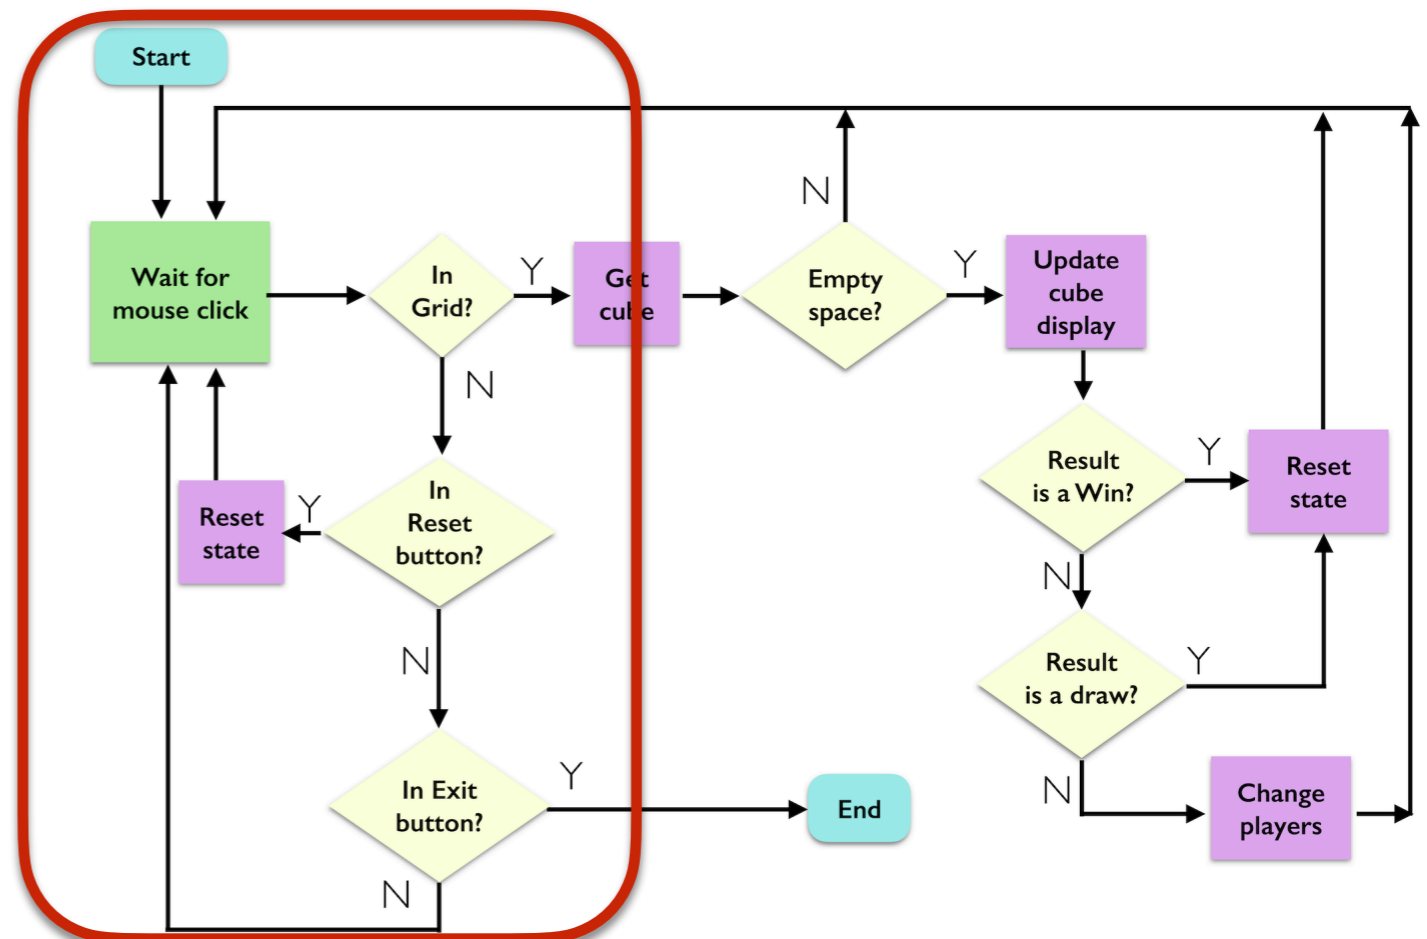 Start
Wait for
mouse click
In
Grid?
Y
Get
cube
N
Empty
space?
Y
Update
cube
display
N
In
Reset
button?
Y
Reset
state
Result
is a Win?
Y
Reset
state
N
N
Result
is a draw?
Y
In Exit
button?
Y
End
N
Change
players
N